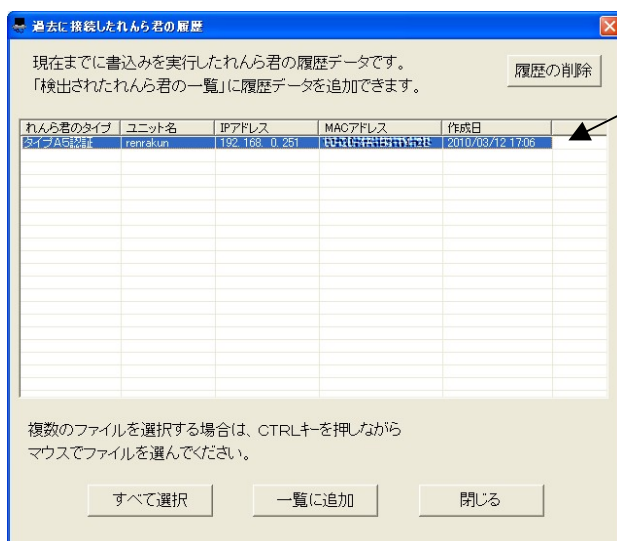 過去に接続したれんら君の履歴
現在までに書込みを実行したれんら君の履歴データです。
「検出されたれんら君の一覧」に履歴データを追加できます。
履歴の削除
れんら君のタイプ ユニット名 IPアドレス MACアドレス 作成日
タイプA5認証 renrakun 192. 168. 0. 251 2010/03/12 17:06
複数のファイルを選択する場合は、CTRLキーを押しながら
マウスでファイルを選んでください。
すべて選択 一覧に追加 閉じる